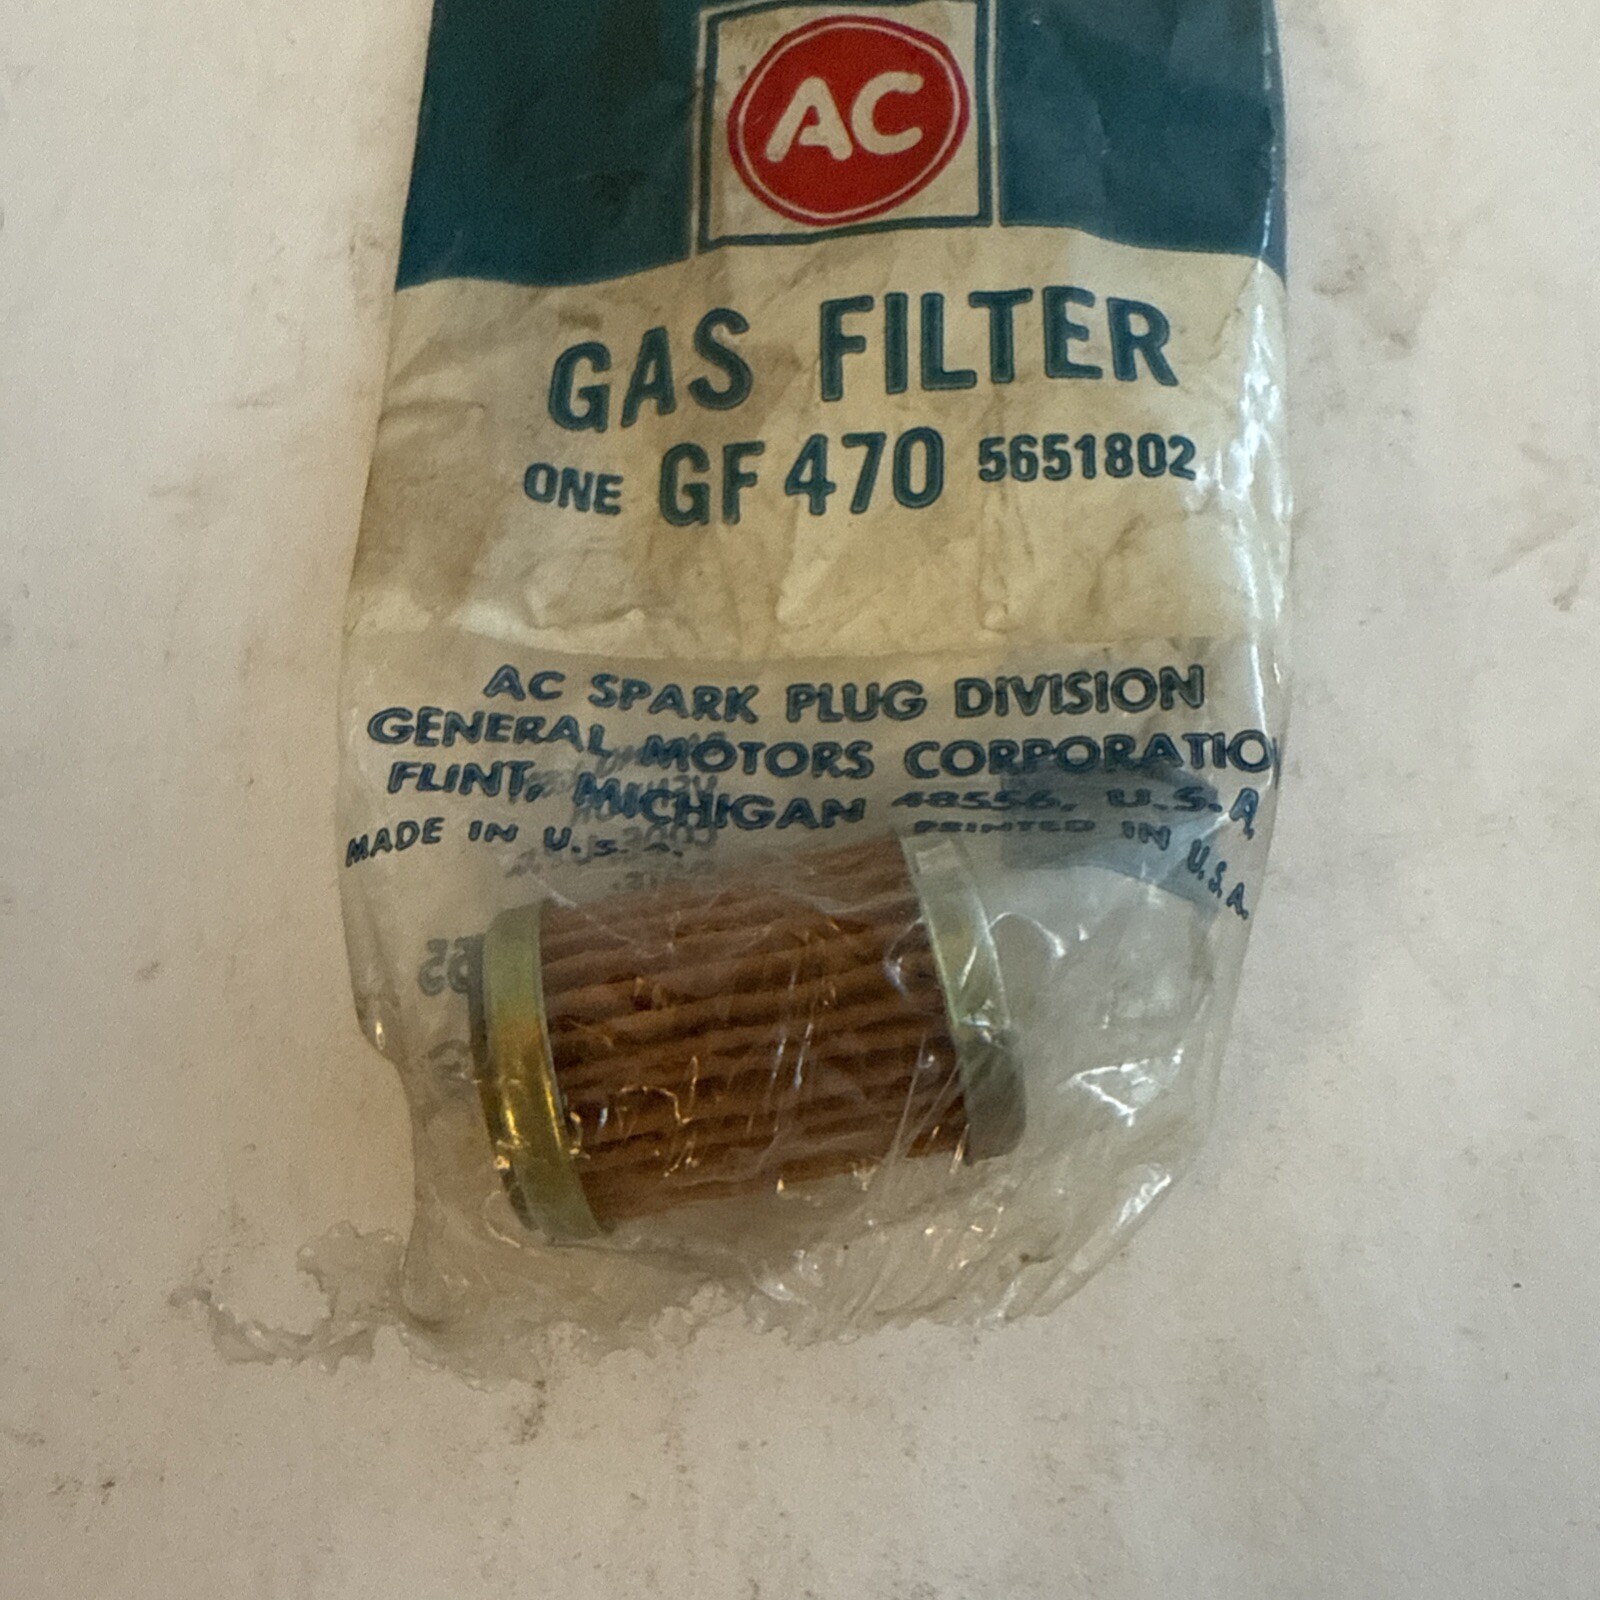 AC
GAS FILTER
ONE GF 470 5651802
AC SPARK PLUG DIVISION
GENERAL MOTORS CORPORATIO
FLINT, MICHIGAN 48556, U.S.A.
MADE IN U.S.A. PRINTED IN U.S.A.